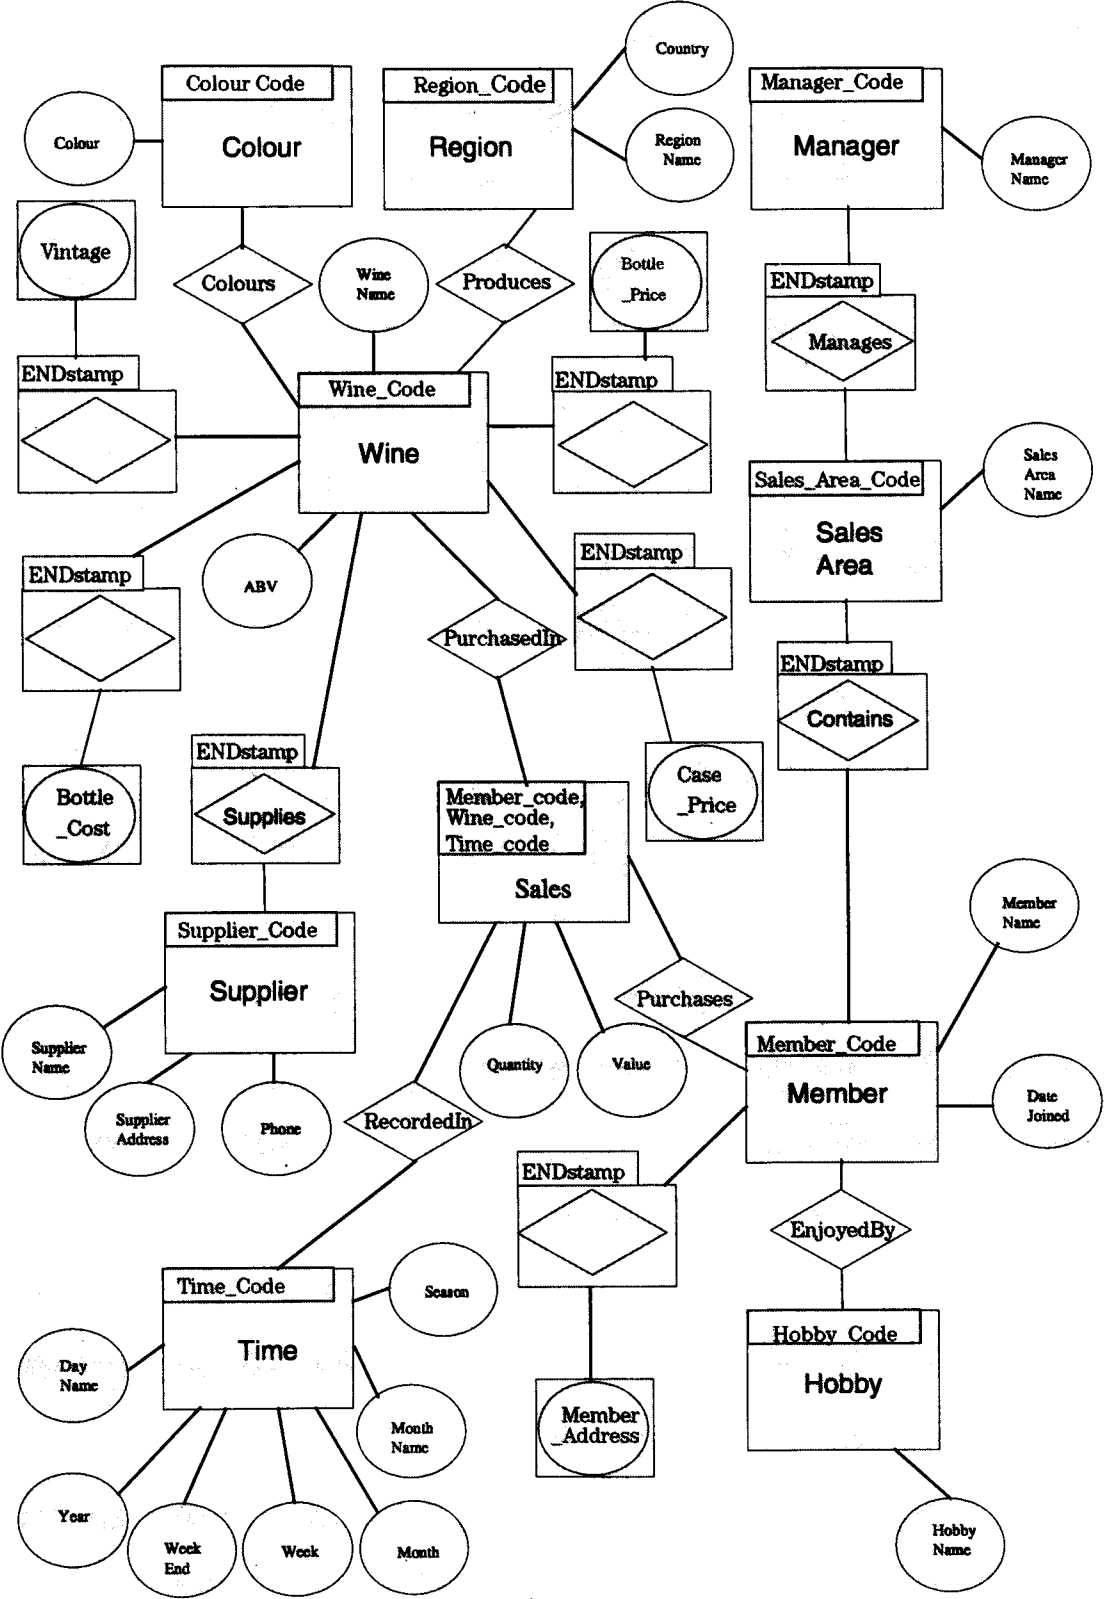 Country
Colour Code
Region_Code
Manager_Code
Colour
Colour
Region
Region
Name
Manager
Manager
Name
Vintage
Colours
Wine
Name
Produces
Bottle
_Price
ENDstamp
Manages
ENDstamp
Wine_Code
Wine
ENDstamp
Sales
Area
Name
Sales_Area_Code
Sales
Area
ENDstamp
ABV
PurchasedIn
ENDstamp
ENDstamp
Contains
ENDstamp
Supplies
Bottle
_Cost
Member_code,
Wine_code,
Time_code
Sales
Case
_Price
Supplier_Code
Supplier
Member
Name
Purchases
Supplier
Name
Supplier
Address
Phone
Quantity
Value
Member_Code
Member
Date
Joined
RecordedIn
ENDstamp
EnjoyedBy
Time_Code
Time
Season
Hobby_Code
Hobby
Day
Name
Month
Name
Member
_Address
Year
Week
End
Week
Month
Hobby
Name